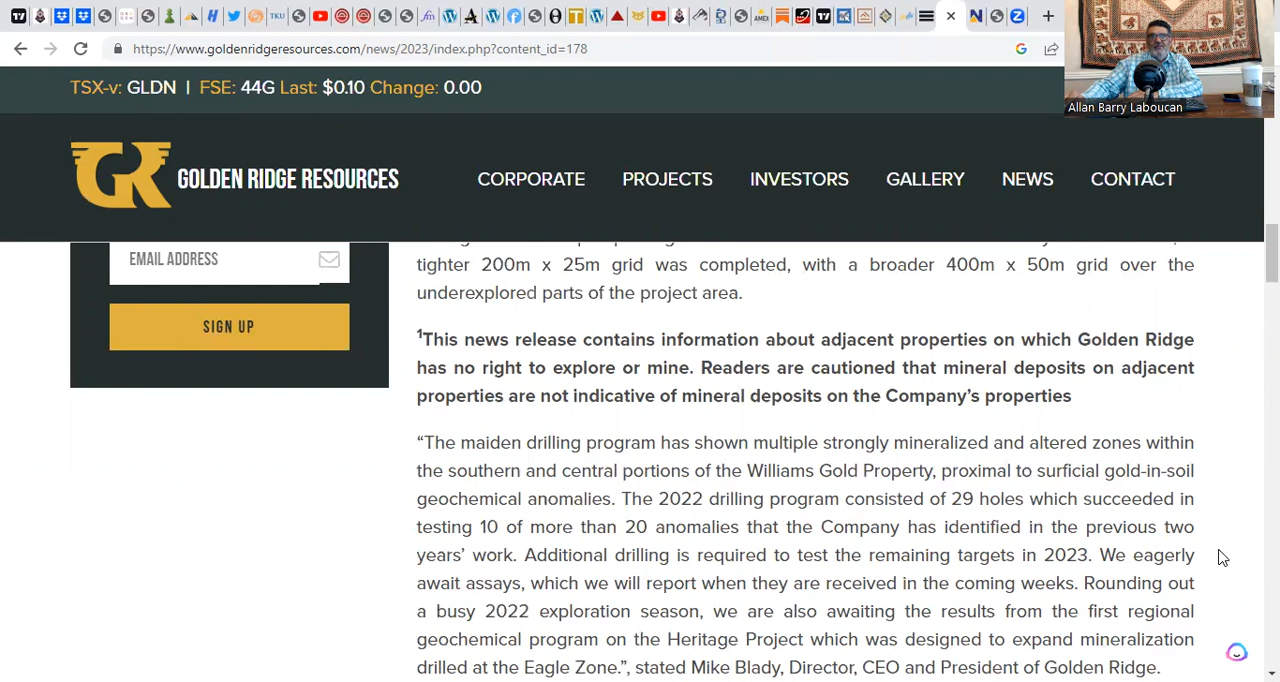 https://www.goldenridgeresources.com/news/2023/index.php?content_id=178
TSX-v: GLDN | FSE: 44G Last: $0.10 Change: 0.00
Allan Barry Laboucan
GR GOLDEN RIDGE RESOURCES
CORPORATE PROJECTS INVESTORS GALLERY NEWS CONTACT
EMAIL ADDRESS
SIGN UP
tighter 200m x 25m grid was completed, with a broader 400m x 50m grid over the
underexplored parts of the project area.
¹This news release contains information about adjacent properties on which Golden Ridge
has no right to explore or mine. Readers are cautioned that mineral deposits on adjacent
properties are not indicative of mineral deposits on the Company's properties
“The maiden drilling program has shown multiple strongly mineralized and altered zones within
the southern and central portions of the Williams Gold Property, proximal to surficial gold-in-soil
geochemical anomalies. The 2022 drilling program consisted of 29 holes which succeeded in
testing 10 of more than 20 anomalies that the Company has identified in the previous two
years’ work. Additional drilling is required to test the remaining targets in 2023. We eagerly
await assays, which we will report when they are received in the coming weeks. Rounding out
a busy 2022 exploration season, we are also awaiting the results from the first regional
geochemical program on the Heritage Project which was designed to expand mineralization
drilled at the Eagle Zone.”, stated Mike Blady, Director, CEO and President of Golden Ridge.